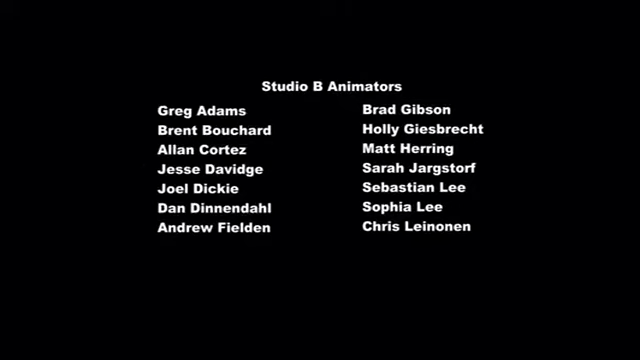 Studio B Animators
Greg Adams
Brent Bouchard
Allan Cortez
Jesse Davidge
Joel Dickie
Dan Dinnendahl
Andrew Fielden
Brad Gibson
Holly Giesbrecht
Matt Herring
Sarah Jargstorf
Sebastian Lee
Sophia Lee
Chris Leinonen